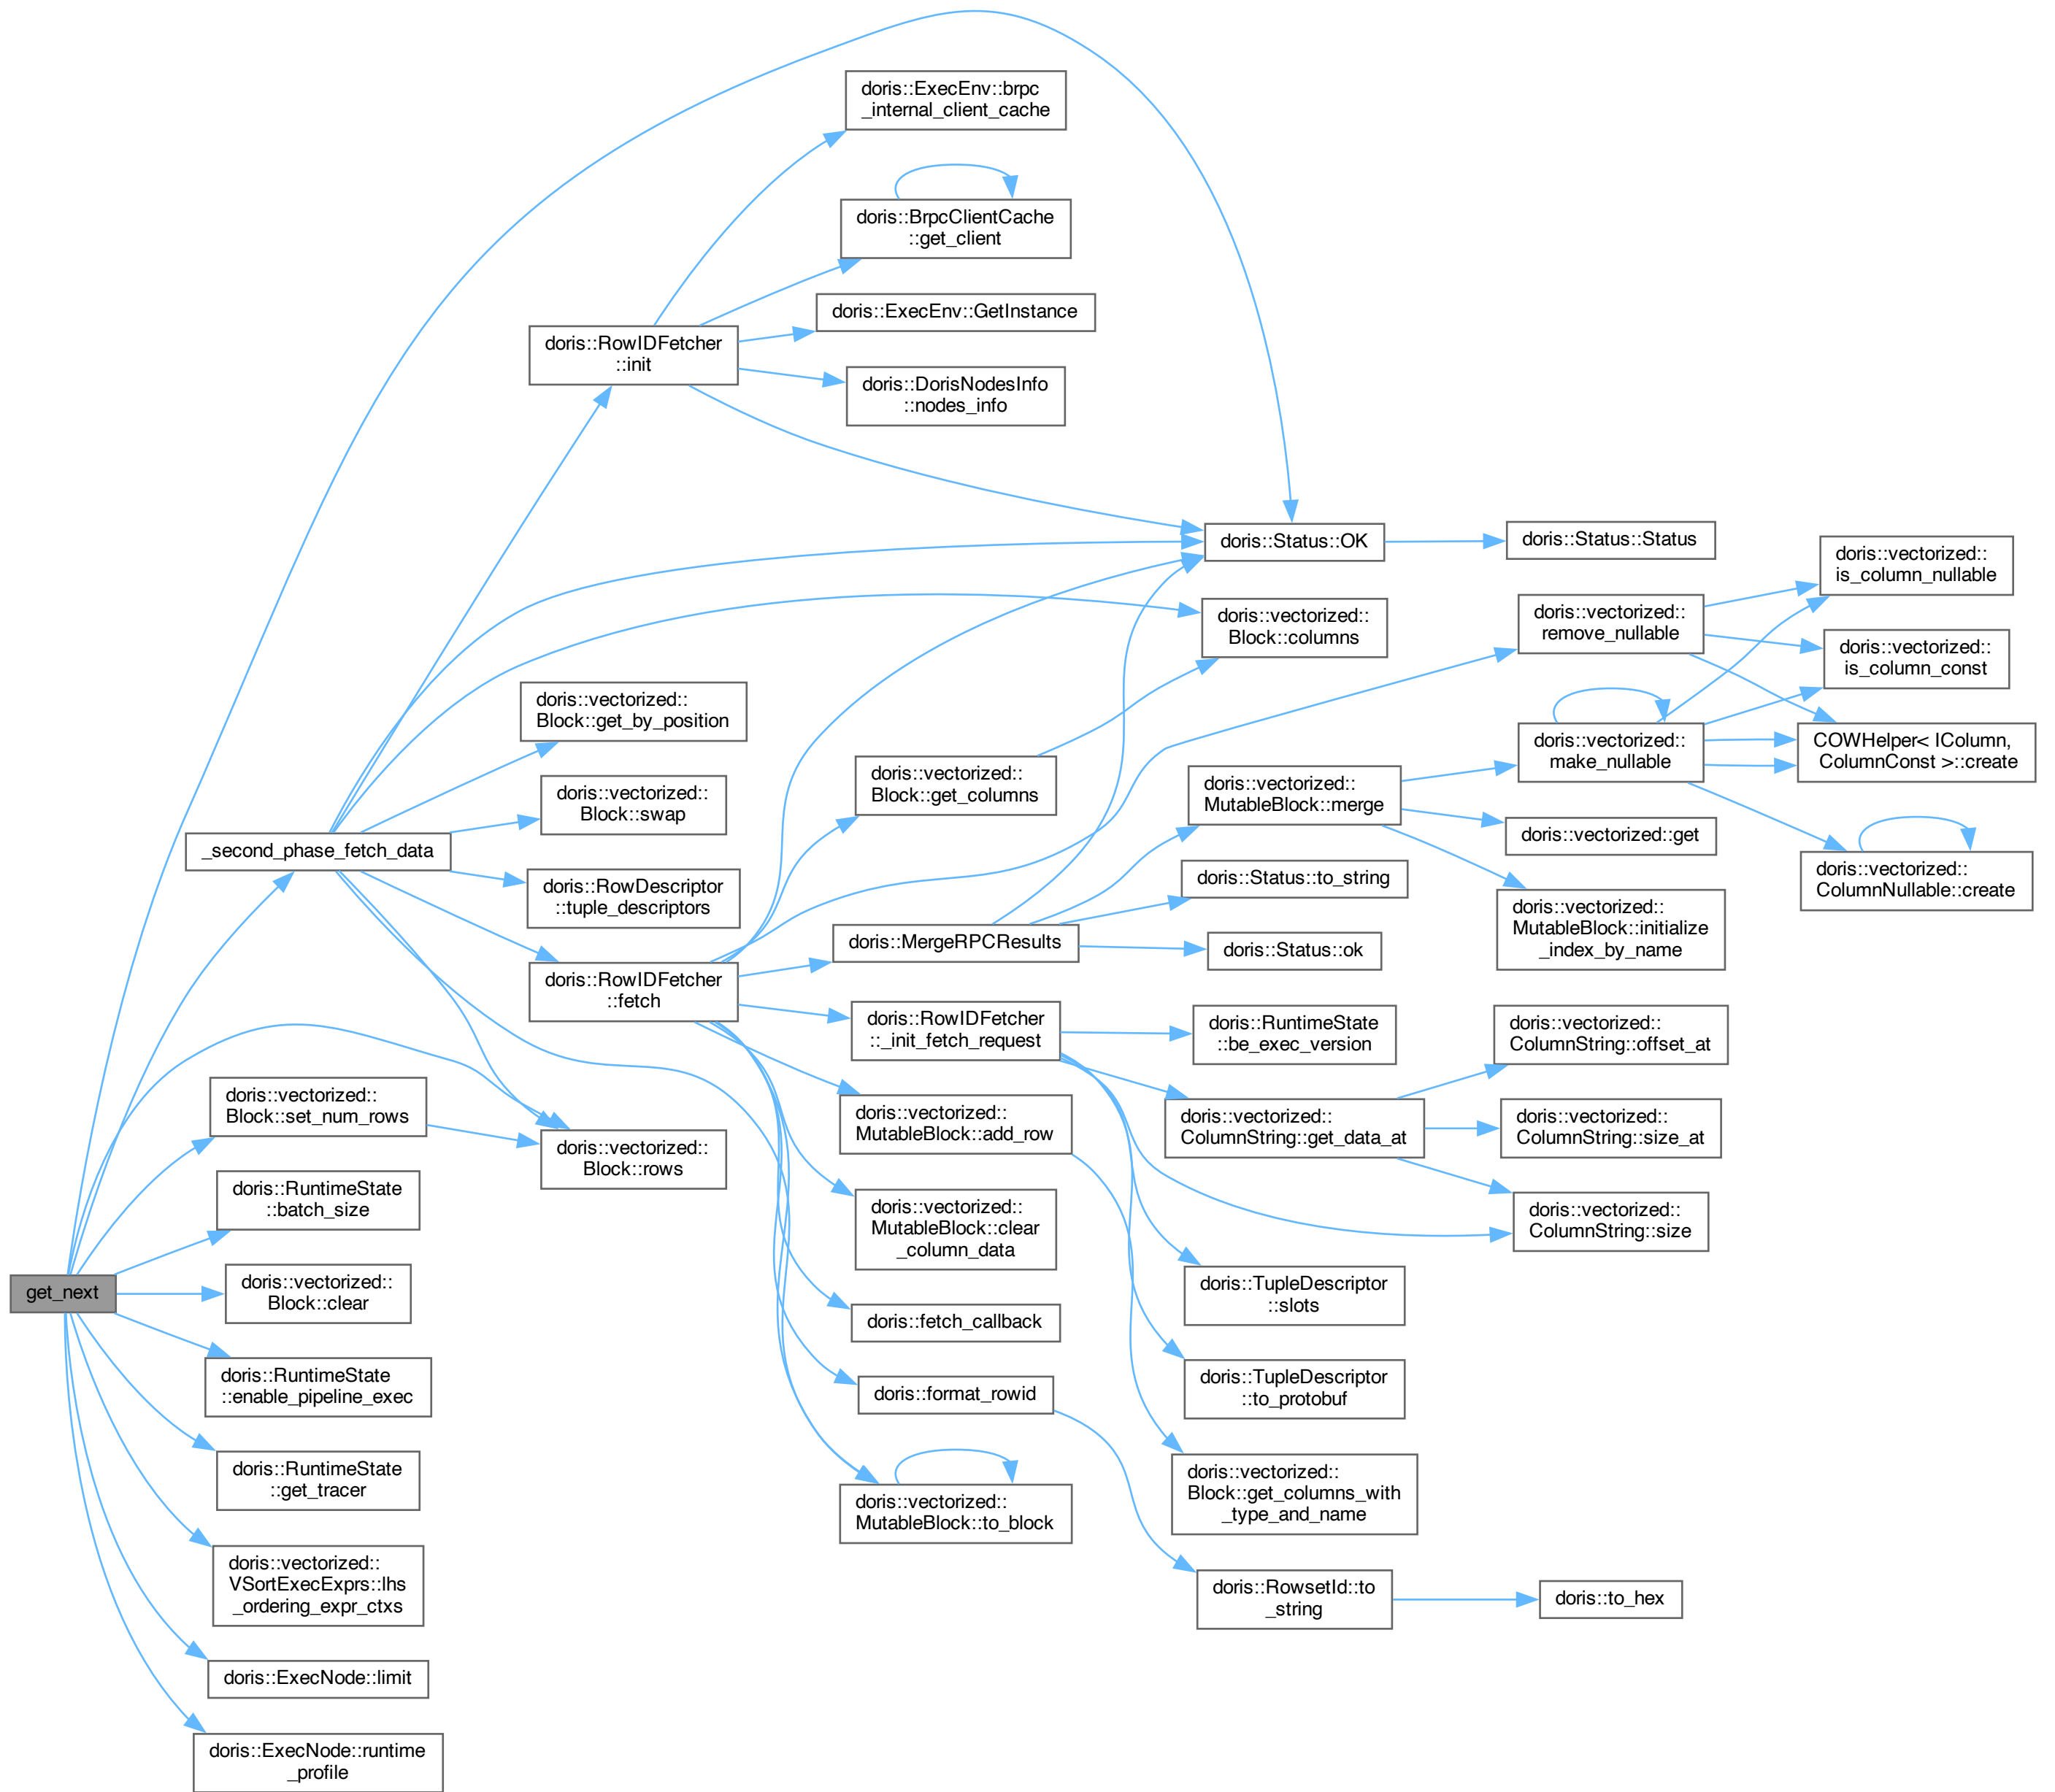 doris::ExecEnv::brpc
_internal_client_cache
doris::BrpcClientCache
::get_client
doris::ExecEnv::GetInstance
doris::RowIDFetcher
::init
doris::DorisNodesInfo
::nodes_info
doris::Status::OK
doris::Status::Status
doris::vectorized::
is_column_nullable
doris::vectorized::
Block::columns
doris::vectorized::
remove_nullable
doris::vectorized::
is_column_const
doris::vectorized::
Block::get_by_position
doris::vectorized::
make_nullable
COWHelper< IColumn,
ColumnConst >::create
doris::vectorized::
Block::swap
doris::vectorized::
Block::get_columns
doris::vectorized::
MutableBlock::merge
doris::vectorized::get
_second_phase_fetch_data
doris::vectorized::
ColumnNullable::create
doris::Status::to_string
doris::RowDescriptor
::tuple_descriptors
doris::vectorized::
MutableBlock::initialize
_index_by_name
doris::MergeRPCResults
doris::Status::ok
doris::RowIDFetcher
::fetch
doris::RowIDFetcher
::_init_fetch_request
doris::RuntimeState
::be_exec_version
doris::vectorized::
ColumnString::offset_at
doris::vectorized::
Block::set_num_rows
doris::vectorized::
MutableBlock::add_row
doris::vectorized::
ColumnString::get_data_at
doris::vectorized::
ColumnString::size_at
doris::vectorized::
Block::rows
doris::RuntimeState
::batch_size
doris::vectorized::
MutableBlock::clear
_column_data
doris::vectorized::
ColumnString::size
get_next
doris::vectorized::
Block::clear
doris::TupleDescriptor
::slots
doris::fetch_callback
doris::RuntimeState
::enable_pipeline_exec
doris::TupleDescriptor
::to_protobuf
doris::format_rowid
doris::RuntimeState
::get_tracer
doris::vectorized::
Block::get_columns_with
_type_and_name
doris::vectorized::
MutableBlock::to_block
doris::vectorized::
VSortExecExprs::lhs
_ordering_expr_ctxs
doris::RowsetId::to
_string
doris::to_hex
doris::ExecNode::limit
doris::ExecNode::runtime
_profile